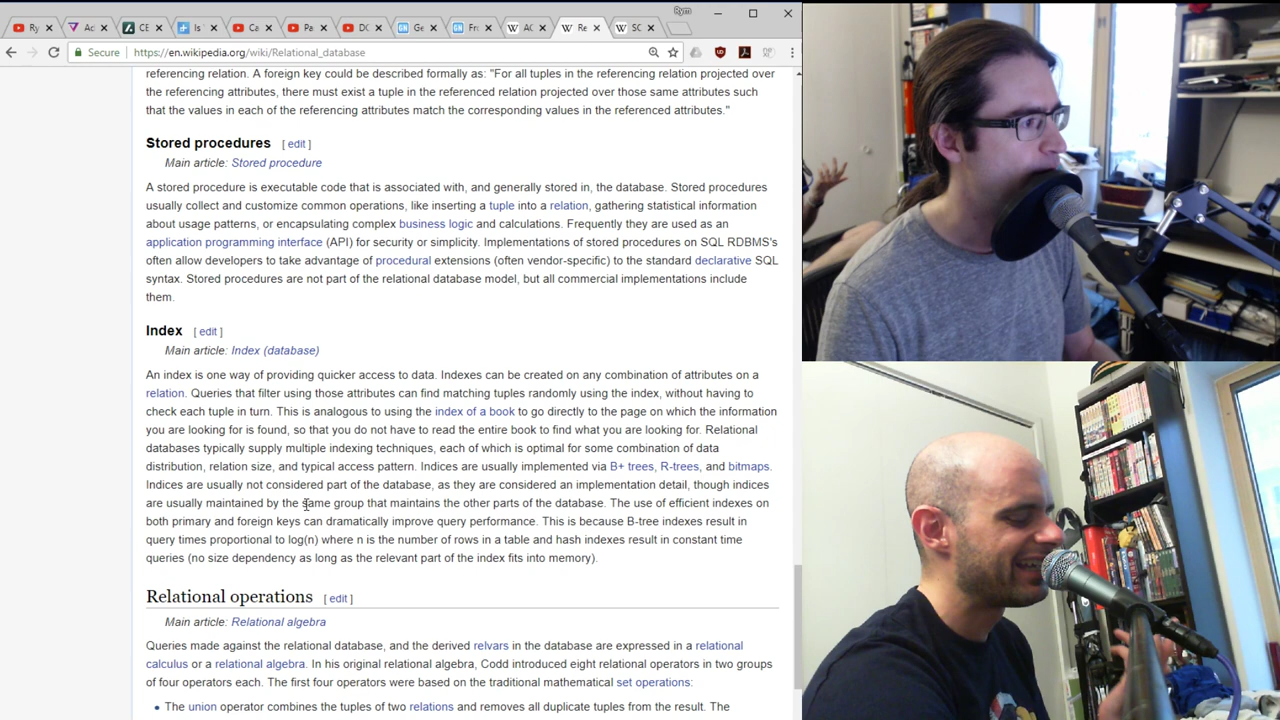 Rym
Ry
Ad
CE
Is
Ca
Pa
DC
Ge
Fr
AC
Re
SC
Secure
https://en.wikipedia.org/wiki/Relational_database
referencing relation. A foreign key could be described formally as: "For all tuples in the referencing relation projected over
the referencing attributes, there must exist a tuple in the referenced relation projected over those same attributes such
that the values in each of the referencing attributes match the corresponding values in the referenced attributes."
Stored procedures [ edit ]
Main article: Stored procedure
A stored procedure is executable code that is associated with, and generally stored in, the database. Stored procedures
usually collect and customize common operations, like inserting a tuple into a relation, gathering statistical information
about usage patterns, or encapsulating complex business logic and calculations. Frequently they are used as an
application programming interface (API) for security or simplicity. Implementations of stored procedures on SQL RDBMS's
often allow developers to take advantage of procedural extensions (often vendor-specific) to the standard declarative SQL
syntax. Stored procedures are not part of the relational database model, but all commercial implementations include
them.
Index [ edit ]
Main article: Index (database)
An index is one way of providing quicker access to data. Indexes can be created on any combination of attributes on a
relation. Queries that filter using those attributes can find matching tuples randomly using the index, without having to
check each tuple in turn. This is analogous to using the index of a book to go directly to the page on which the information
you are looking for is found, so that you do not have to read the entire book to find what you are looking for. Relational
databases typically supply multiple indexing techniques, each of which is optimal for some combination of data
distribution, relation size, and typical access pattern. Indices are usually implemented via B+ trees, R-trees, and bitmaps.
Indices are usually not considered part of the database, as they are considered an implementation detail, though indices
are usually maintained by the same group that maintains the other parts of the database. The use of efficient indexes on
both primary and foreign keys can dramatically improve query performance. This is because B-tree indexes result in
query times proportional to log(n) where n is the number of rows in a table and hash indexes result in constant time
queries (no size dependency as long as the relevant part of the index fits into memory).
Relational operations [ edit ]
Main article: Relational algebra
Queries made against the relational database, and the derived relvars in the database are expressed in a relational
calculus or a relational algebra. In his original relational algebra, Codd introduced eight relational operators in two groups
of four operators each. The first four operators were based on the traditional mathematical set operations:
• The union operator combines the tuples of two relations and removes all duplicate tuples from the result. The